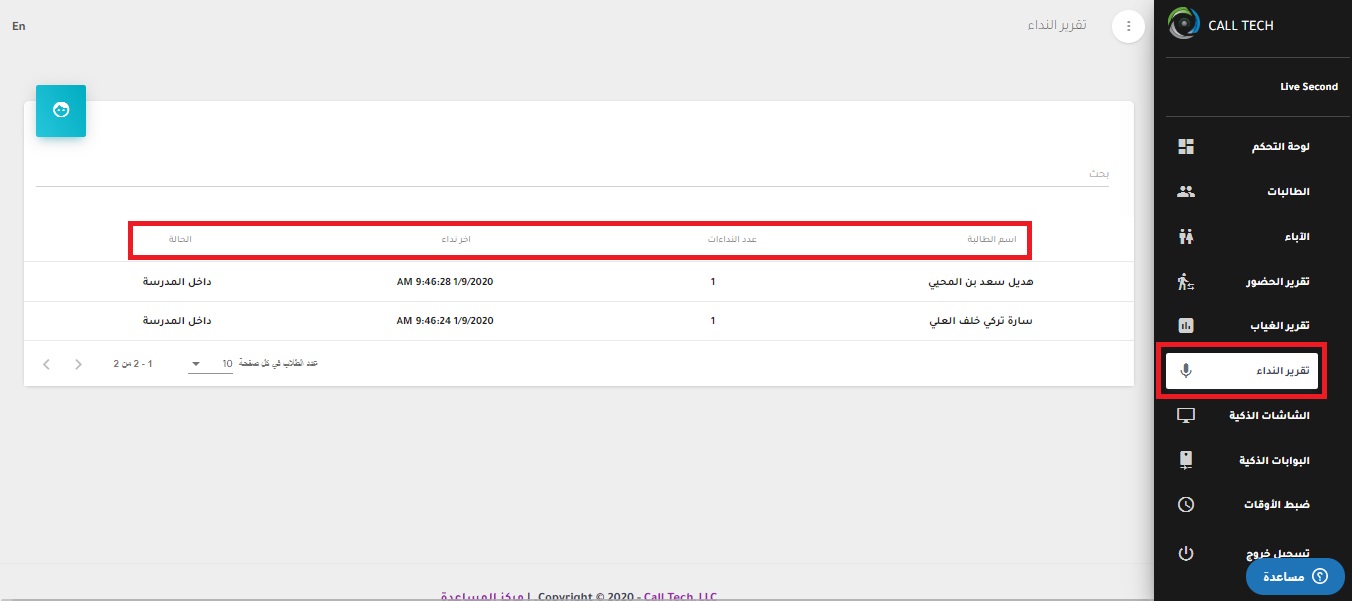 CALL TECH
تقرير النداء
En
Live Second
لوحة التحكم
الطالبات
الآباء
تقرير الحضور
تقرير الغياب
تقرير النداء
الشاشات الذكية
البوابات الذكية
ضبط الأوقات
تسجيل خروج
مساعدة
بحث
اسم الطالبة عدد النداءات اخر نداء الحالة
هديل سعد بن المحيي 1 1/9/2020 9:46:28 AM داخل المدرسة
سارة تركي خلف العلي 1 1/9/2020 9:46:24 AM داخل المدرسة
عدد الطلاب في كل صفحة 10 1 - 2 من 2
Copyright © 2020 - Call Tech, LLC | مركز المساعدة